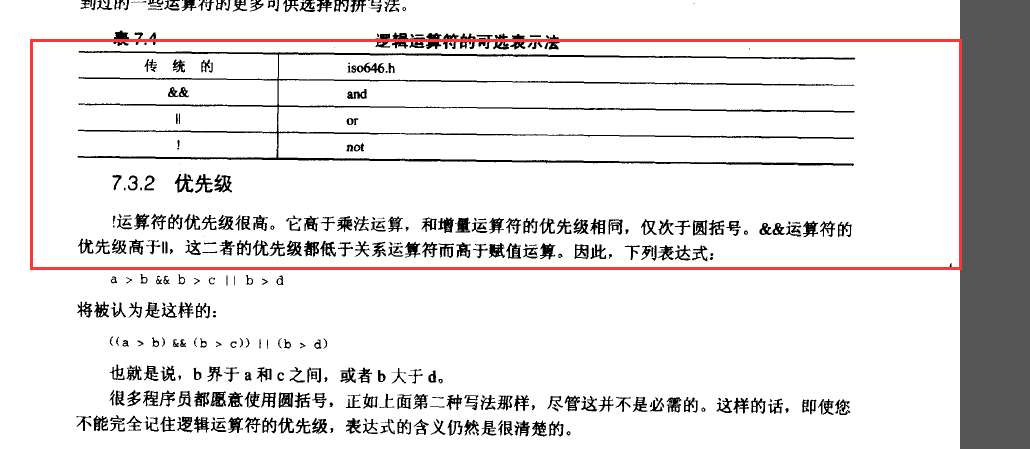 到过的一些运算符的更多可供选择的拼写法。
表 7.4 逻辑运算符的可选表示法
传 统 的 iso646.h
&& and
|| or
! not
7.3.2 优先级
!运算符的优先级很高。它高于乘法运算，和增量运算符的优先级相同，仅次于圆括号。&&运算符的
优先级高于||，这二者的优先级都低于关系运算符而高于赋值运算。因此，下列表达式：
a > b && b > c || b > d
将被认为是这样的：
((a > b) && (b > c)) || (b > d)
也就是说，b 界于 a 和 c 之间，或者 b 大于 d。
很多程序员都愿意使用圆括号，正如上面第二种写法那样，尽管这并不是必需的。这样的话，即使您
不能完全记住逻辑运算符的优先级，表达式的含义仍然是很清楚的。